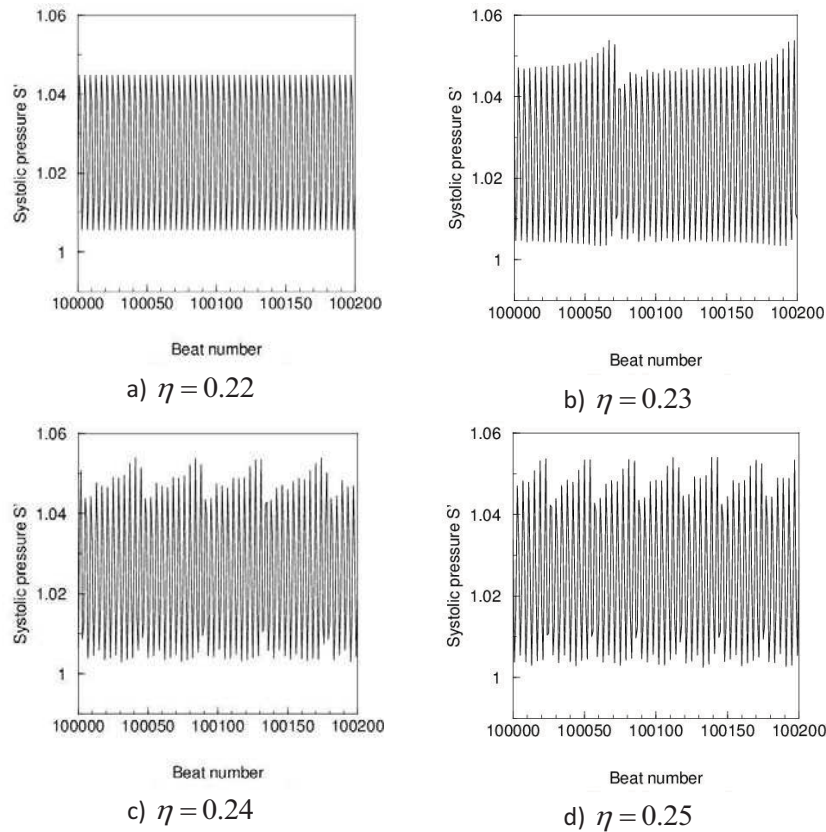 1.06
1.04
1.02
1
Systolic pressure S'
100000 100050 100100 100150 100200
Beat number
a) η = 0.22
1.06
1.04
1.02
1
Systolic pressure S'
100000 100050 100100 100150 100200
Beat number
b) η = 0.23
1.06
1.04
1.02
1
Systolic pressure S'
100000 100050 100100 100150 100200
Beat number
c) η = 0.24
1.06
1.04
1.02
1
Systolic pressure S'
100000 100050 100100 100150 100200
Beat number
d) η = 0.25